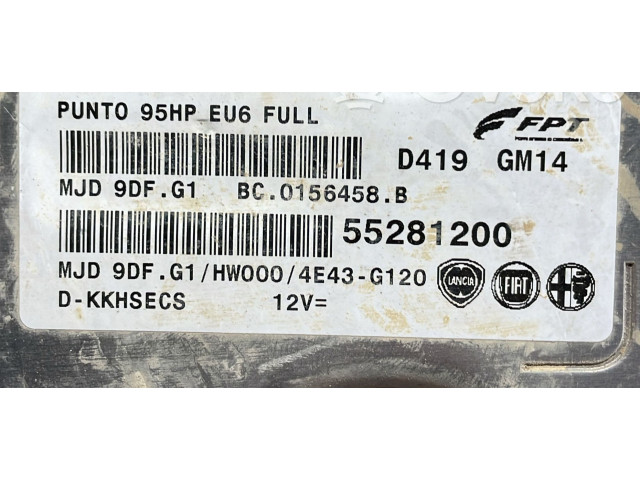 PUNTO 95HP EU6 FULL
FPT
D419 GM14
MJD 9DF.G1 BC.0156458.B
55281200
MJD 9DF.G1/HW000/4E43-G120
LANCIA FIAT
D-KKHSECS 12V=